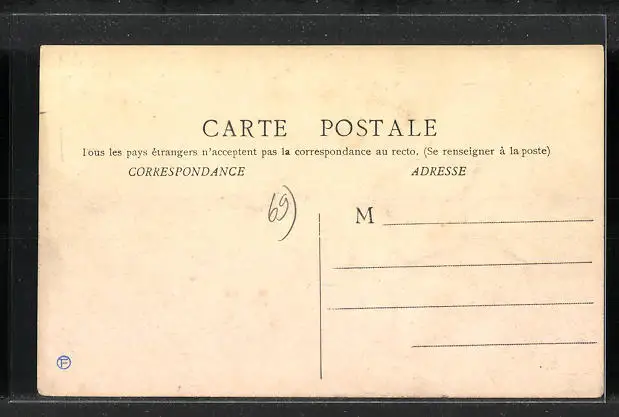 CARTE POSTALE
Tous les pays étrangers n'acceptent pas la correspondance au recto. (Se renseigner à la poste)
CORRESPONDANCE ADRESSE
69)
M
F